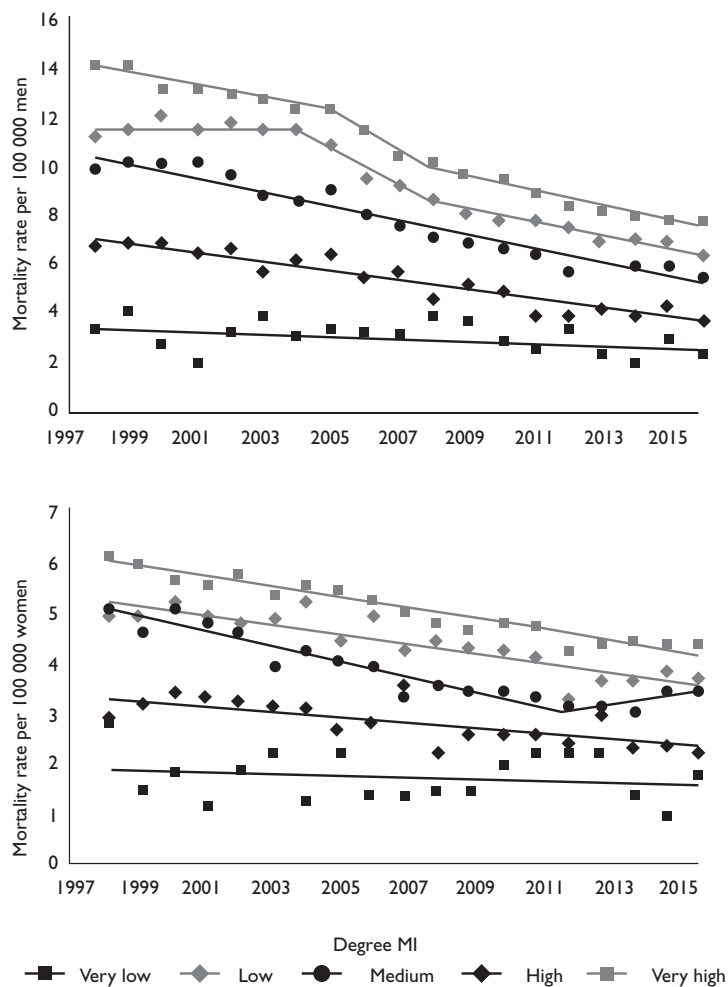 Mortality rate per 100 000 men
16
14
12
10
8
6
4
2
0
1997 1999 2001 2003 2005 2007 2009 2011 2013 2015
Mortality rate per 100 000 women
7
6
5
4
3
2
1
0
1997 1999 2001 2003 2005 2007 2009 2011 2013 2015
Degree MI
Very low Low Medium High Very high